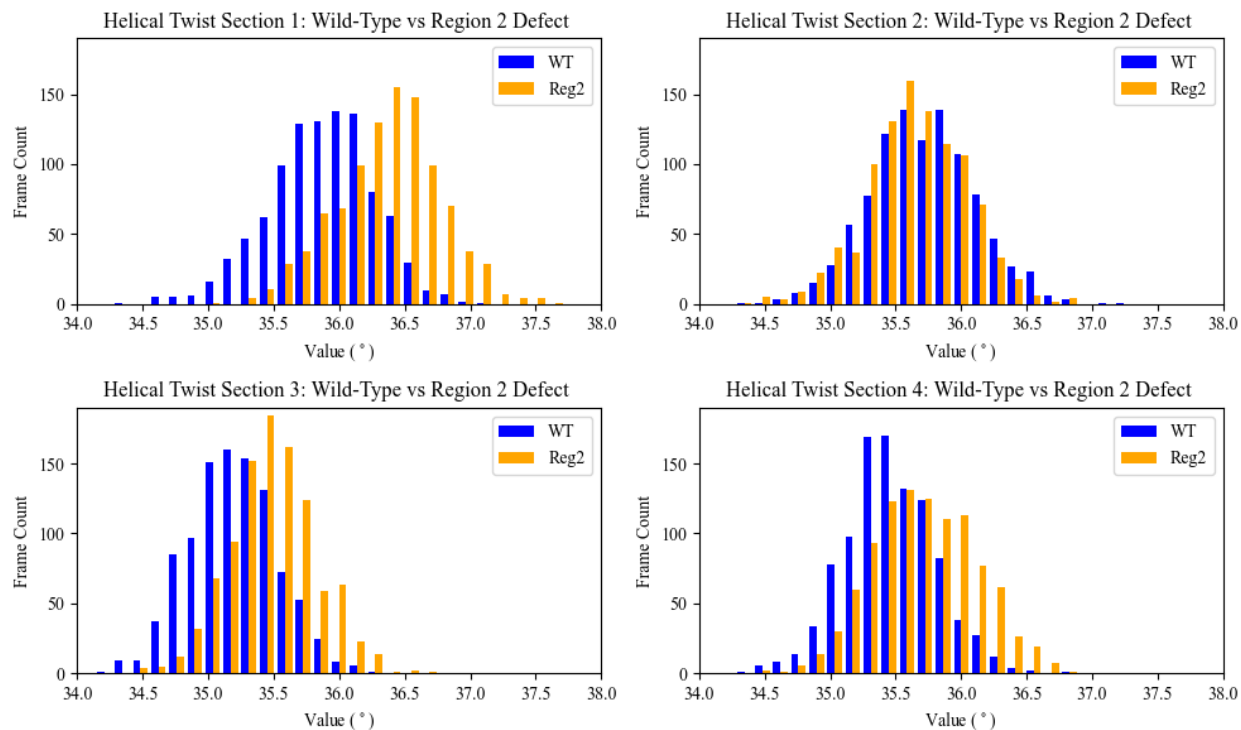 Helical Twist Section 1: Wild-Type vs Region 2 Defect
WT
Reg2
Frame Count
150
100
50
0
34.0 34.5 35.0 35.5 36.0 36.5 37.0 37.5 38.0
Value (°)
Helical Twist Section 2: Wild-Type vs Region 2 Defect
WT
Reg2
Frame Count
150
100
50
0
34.0 34.5 35.0 35.5 36.0 36.5 37.0 37.5 38.0
Value (°)
Helical Twist Section 3: Wild-Type vs Region 2 Defect
WT
Reg2
Frame Count
150
100
50
0
34.0 34.5 35.0 35.5 36.0 36.5 37.0 37.5 38.0
Value (°)
Helical Twist Section 4: Wild-Type vs Region 2 Defect
WT
Reg2
Frame Count
150
100
50
0
34.0 34.5 35.0 35.5 36.0 36.5 37.0 37.5 38.0
Value (°)